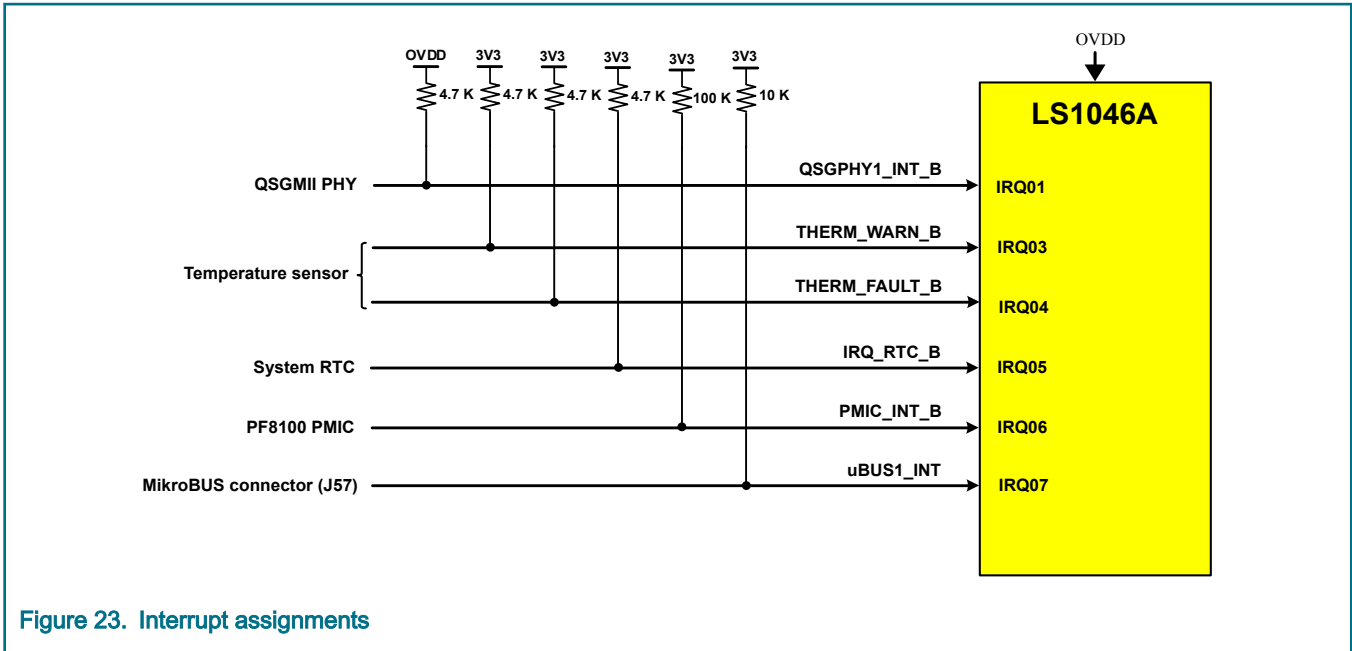 OVDD
OVDD 3V3 3V3 3V3 3V3 3V3
4.7 K 4.7 K 4.7 K 4.7 K 100 K 10 K
LS1046A
QSGMII PHY QSGPHY1_INT_B IRQ01
THERM_WARN_B IRQ03
Temperature sensor
THERM_FAULT_B IRQ04
System RTC IRQ_RTC_B IRQ05
PF8100 PMIC PMIC_INT_B IRQ06
MikroBUS connector (J57) uBUS1_INT IRQ07
Figure 23. Interrupt assignments